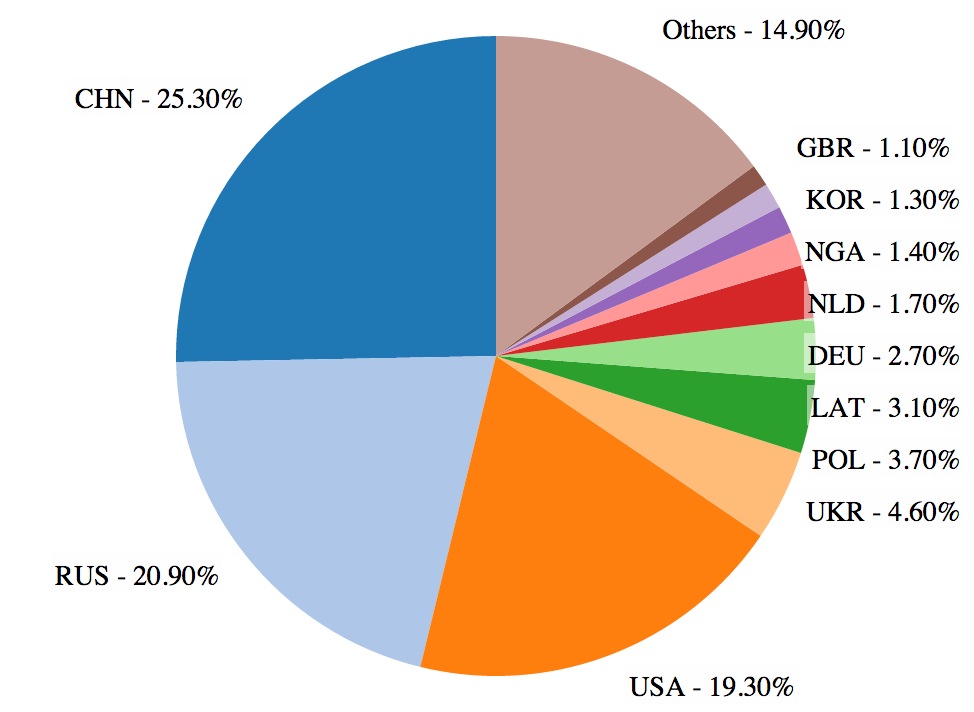 Others - 14.90%
CHN - 25.30%
GBR - 1.10%
KOR - 1.30%
NGA - 1.40%
NLD - 1.70%
DEU - 2.70%
LAT - 3.10%
POL - 3.70%
UKR - 4.60%
RUS - 20.90%
USA - 19.30%